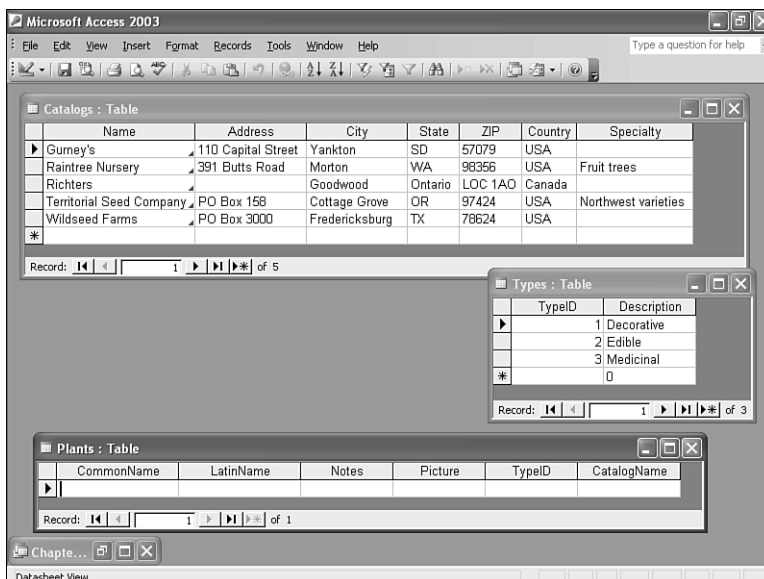 Microsoft Access 2003
File Edit View Insert Format Records Tools Window Help Type a question for help
Catalogs : Table
Name Address City State ZIP Country Specialty
Gurney's 110 Capital Street Yankton SD 57079 USA
Raintree Nursery 391 Butts Road Morton WA 98356 USA Fruit trees
Richters Goodwood Ontario LOC 1AO Canada
Territorial Seed Company PO Box 158 Cottage Grove OR 97424 USA Northwest varieties
Wildseed Farms PO Box 3000 Fredericksburg TX 78624 USA
Record: 1 of 5
Types : Table
TypeID Description
1 Decorative
2 Edible
3 Medicinal
0
Record: 1 of 3
Plants : Table
CommonName LatinName Notes Picture TypeID CatalogName
Record: 1 of 1
Chapte...
Datasheet View